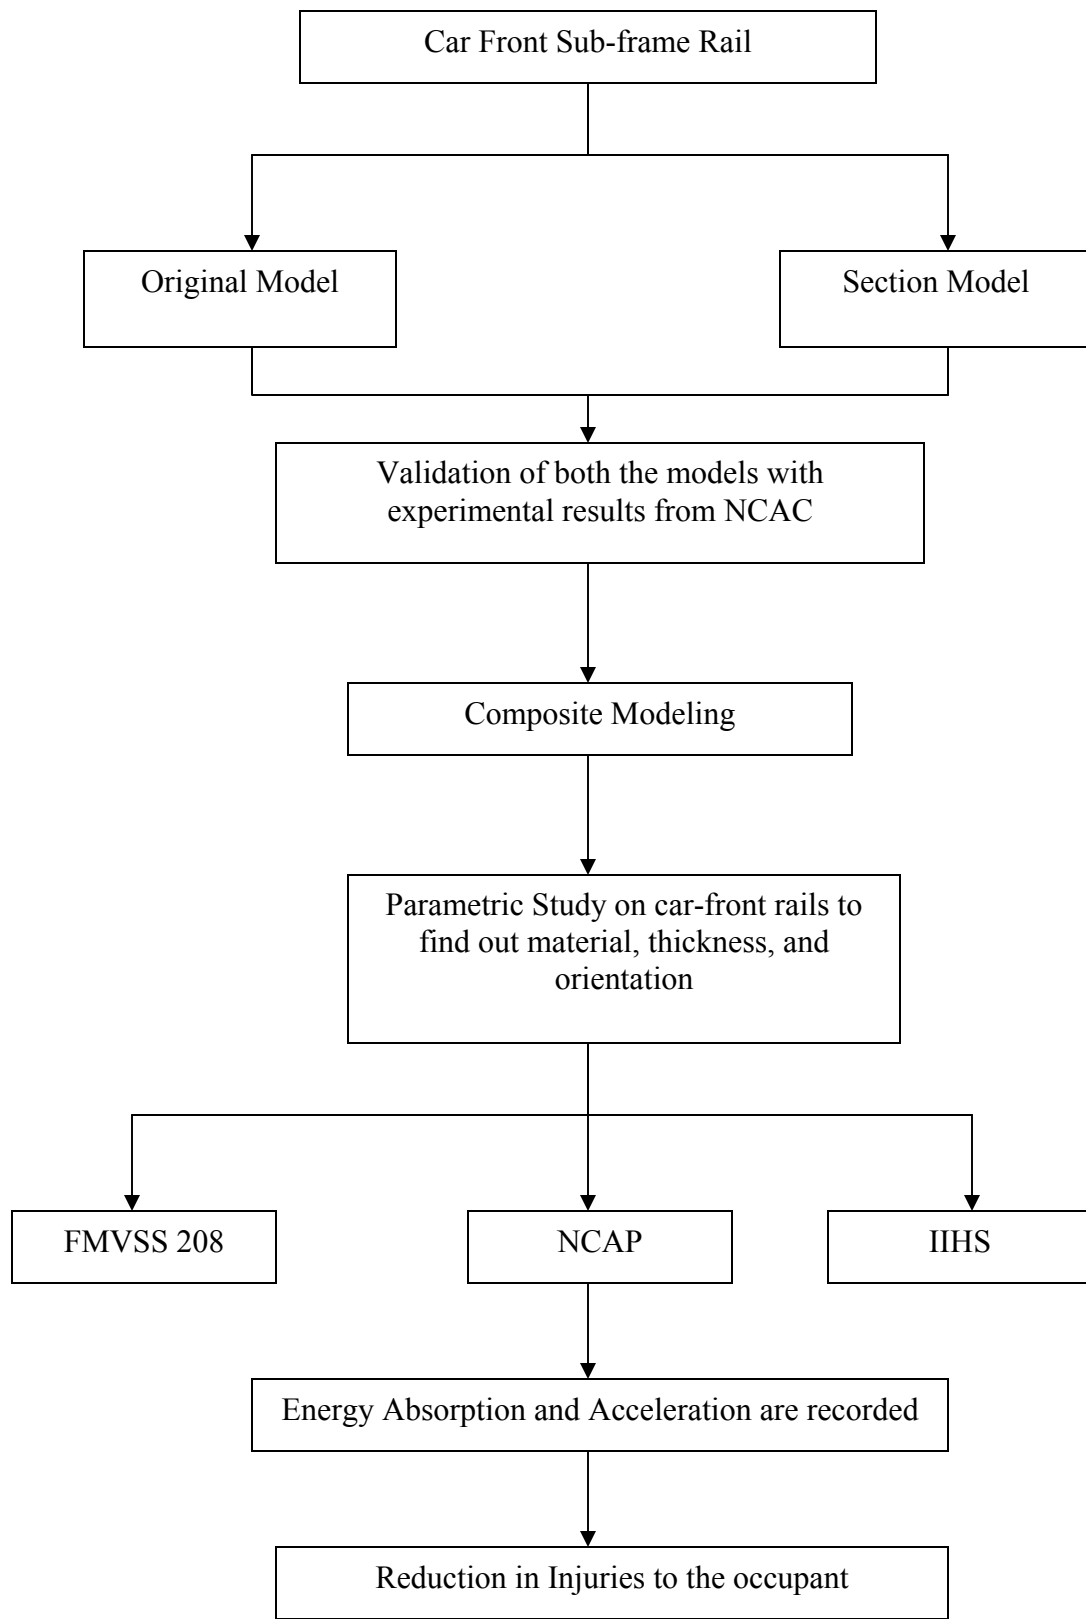 Car Front Sub-frame Rail
Original Model
Section Model
Validation of both the models with
experimental results from NCAC
Composite Modeling
Parametric Study on car-front rails to
find out material, thickness, and
orientation
FMVSS 208
NCAP
IIHS
Energy Absorption and Acceleration are recorded
Reduction in Injuries to the occupant